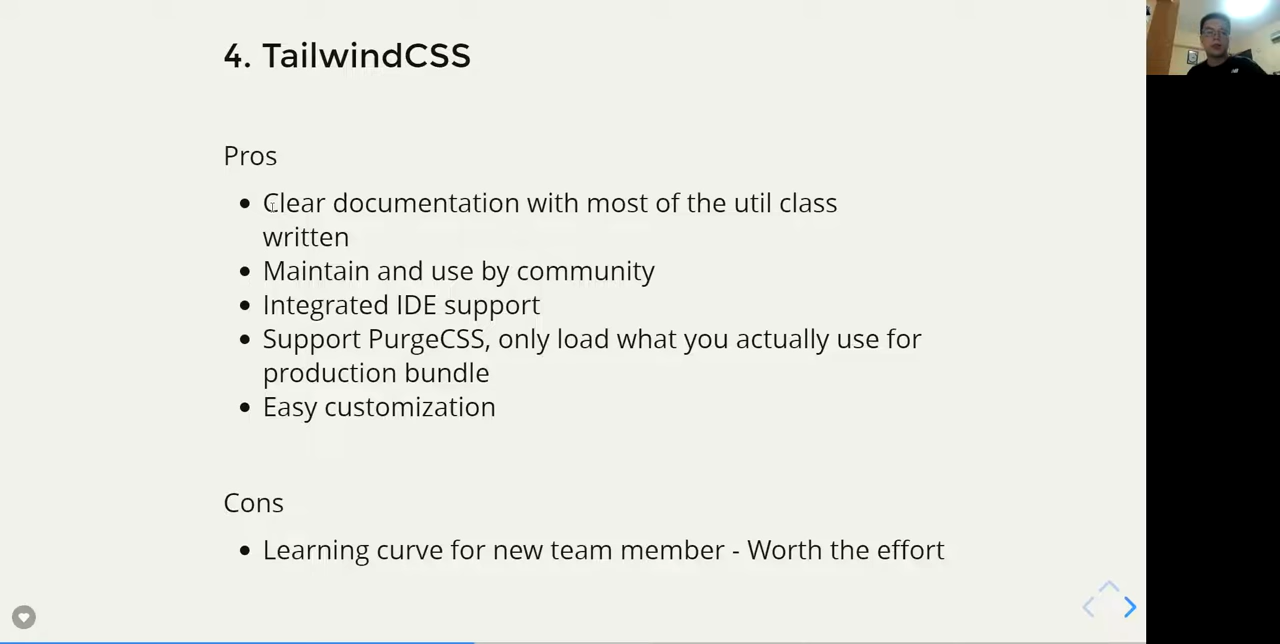 4. TailwindCSS
Pros
Clear documentation with most of the util class
written
Maintain and use by community
Integrated IDE support
Support PurgeCSS, only load what you actually use for
production bundle
Easy customization
Cons
Learning curve for new team member - Worth the effort